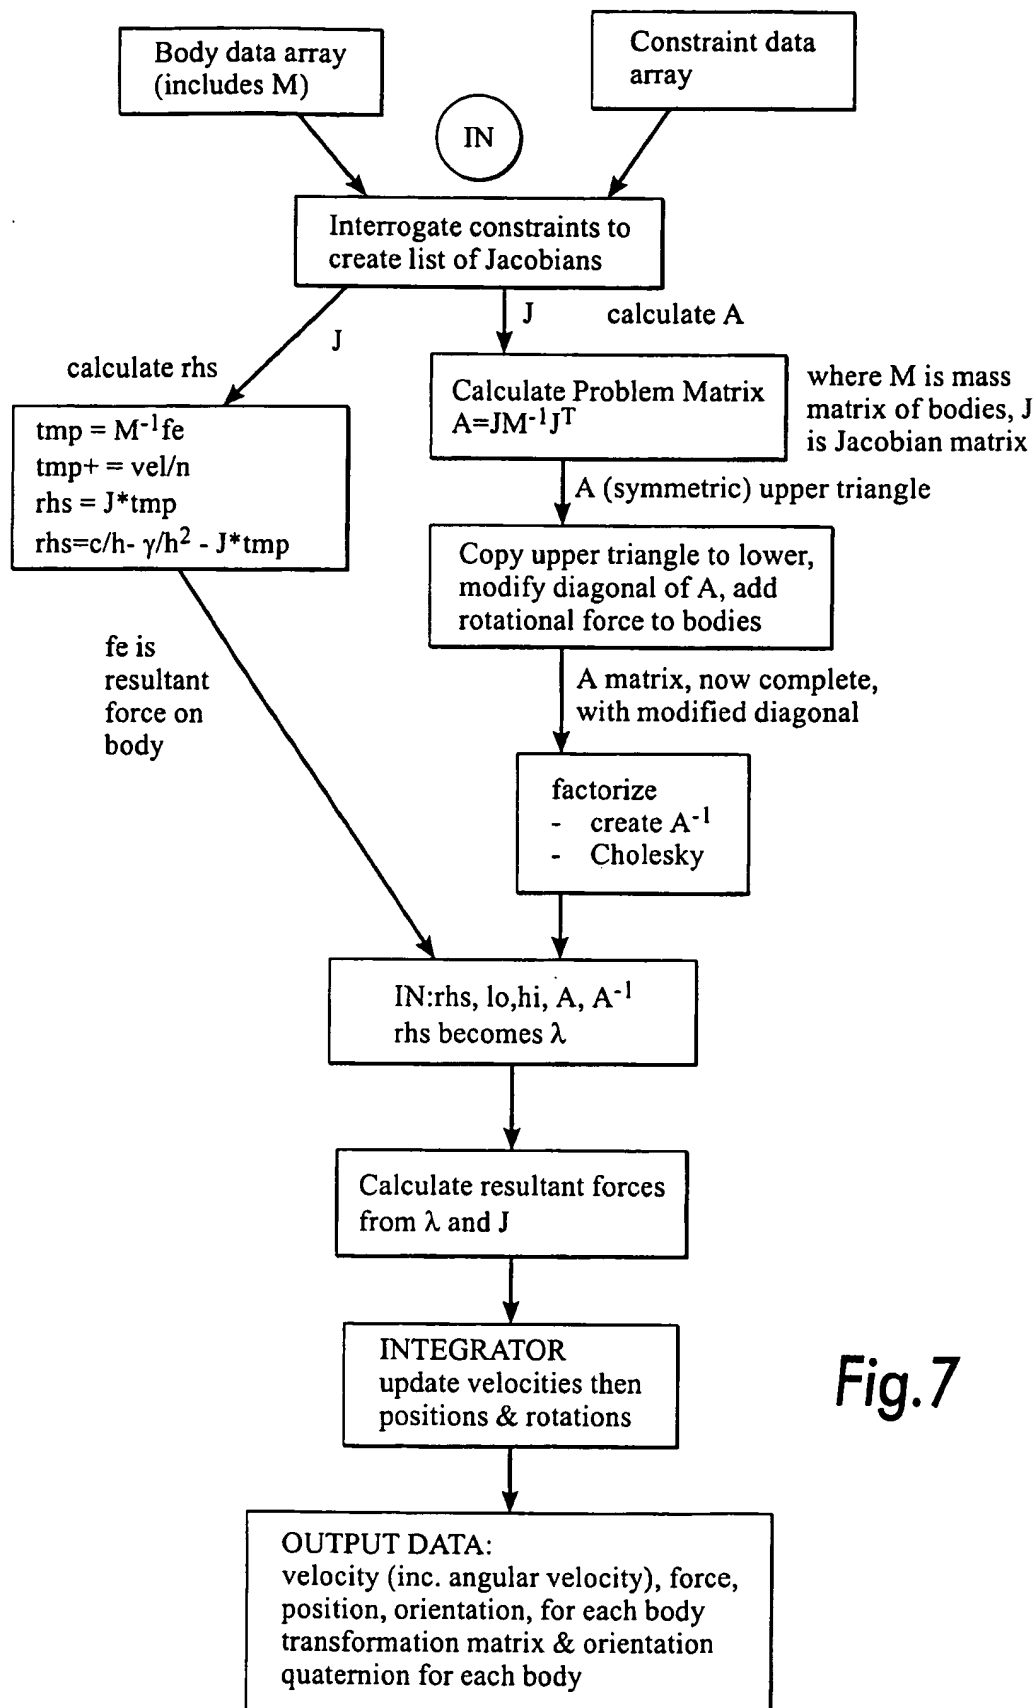 Body data array
(includes M)
Constraint data
array
IN
Interrogate constraints to
create list of Jacobians
J
J
calculate A
calculate rhs
tmp = M⁻¹fe
tmp+ = vel/n
rhs = J*tmp
rhs=c/h- γ/h² - J*tmp
Calculate Problem Matrix
A=JM⁻¹Jᵀ
where M is mass
matrix of bodies, J
is Jacobian matrix
A (symmetric) upper triangle
Copy upper triangle to lower,
modify diagonal of A, add
rotational force to bodies
fe is
resultant
force on
body
A matrix, now complete,
with modified diagonal
factorize
- create A⁻¹
- Cholesky
IN:rhs, lo,hi, A, A⁻¹
rhs becomes λ
Calculate resultant forces
from λ and J
INTEGRATOR
update velocities then
positions & rotations
Fig.7
OUTPUT DATA:
velocity (inc. angular velocity), force,
position, orientation, for each body
transformation matrix & orientation
quaternion for each body